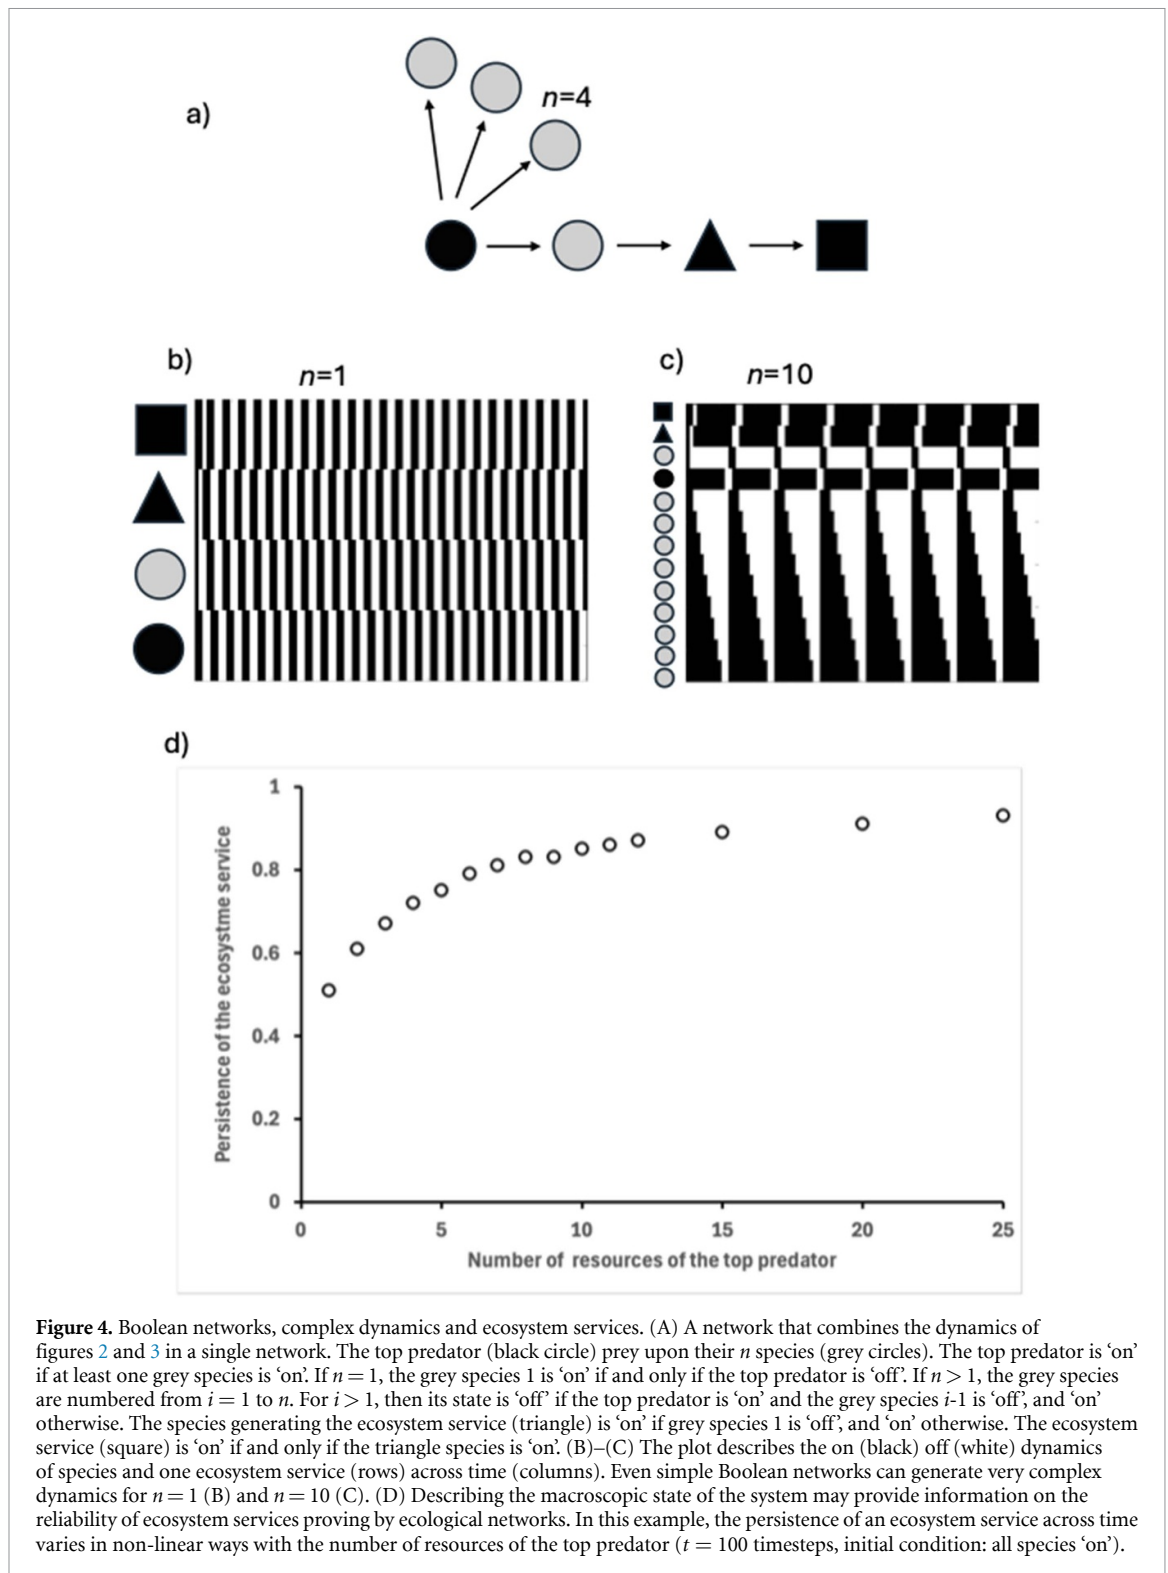 a)
n=4
b)
n=1
c)
n=10
d)
Persistence of the ecosystme service
1
0.8
0.6
0.4
0.2
0
0 5 10 15 20 25
Number of resources of the top predator
Figure 4. Boolean networks, complex dynamics and ecosystem services. (A) A network that combines the dynamics of
figures 2 and 3 in a single network. The top predator (black circle) prey upon their n species (grey circles). The top predator is ‘on’
if at least one grey species is ‘on’. If n = 1, the grey species 1 is ‘on’ if and only if the top predator is ‘off’. If n > 1, the grey species
are numbered from i = 1 to n. For i > 1, then its state is ‘off’ if the top predator is ‘on’ and the grey species i-1 is ‘off’, and ‘on’
otherwise. The species generating the ecosystem service (triangle) is ‘on’ if grey species 1 is ‘off’, and ‘on’ otherwise. The ecosystem
service (square) is ‘on’ if and only if the triangle species is ‘on’. (B)–(C) The plot describes the on (black) off (white) dynamics
of species and one ecosystem service (rows) across time (columns). Even simple Boolean networks can generate very complex
dynamics for n = 1 (B) and n = 10 (C). (D) Describing the macroscopic state of the system may provide information on the
reliability of ecosystem services proving by ecological networks. In this example, the persistence of an ecosystem service across time
varies in non-linear ways with the number of resources of the top predator (t = 100 timesteps, initial condition: all species ‘on’).